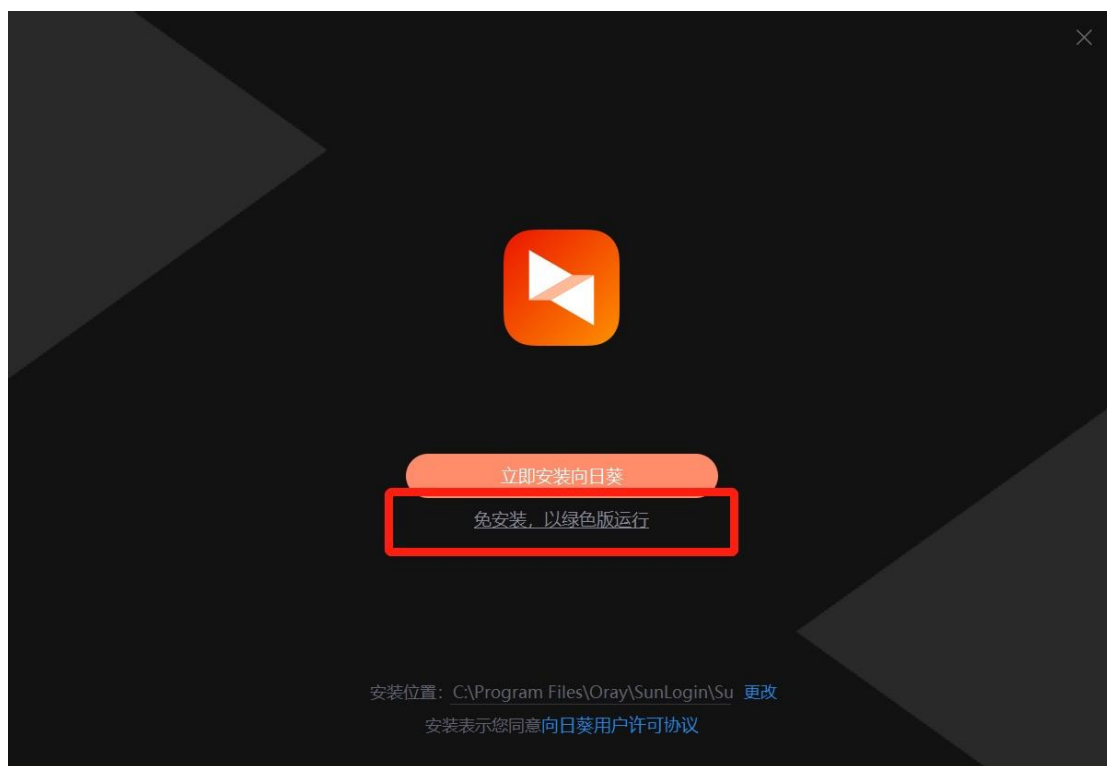 立即安装向日葵
免安装，以绿色版运行
安装位置：C:\Program Files\Oray\SunLogin\Su 更改
安装表示您同意向日葵用户许可协议